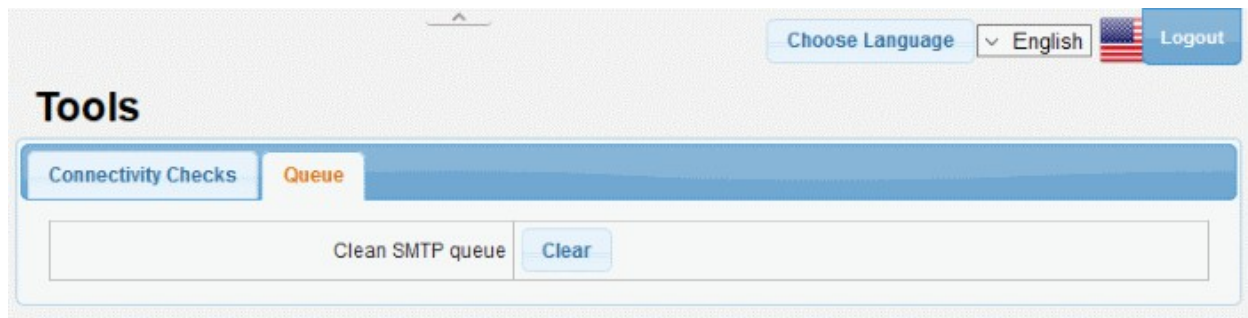 Choose Language English Logout
Tools
Connectivity Checks Queue
Clean SMTP queue Clear